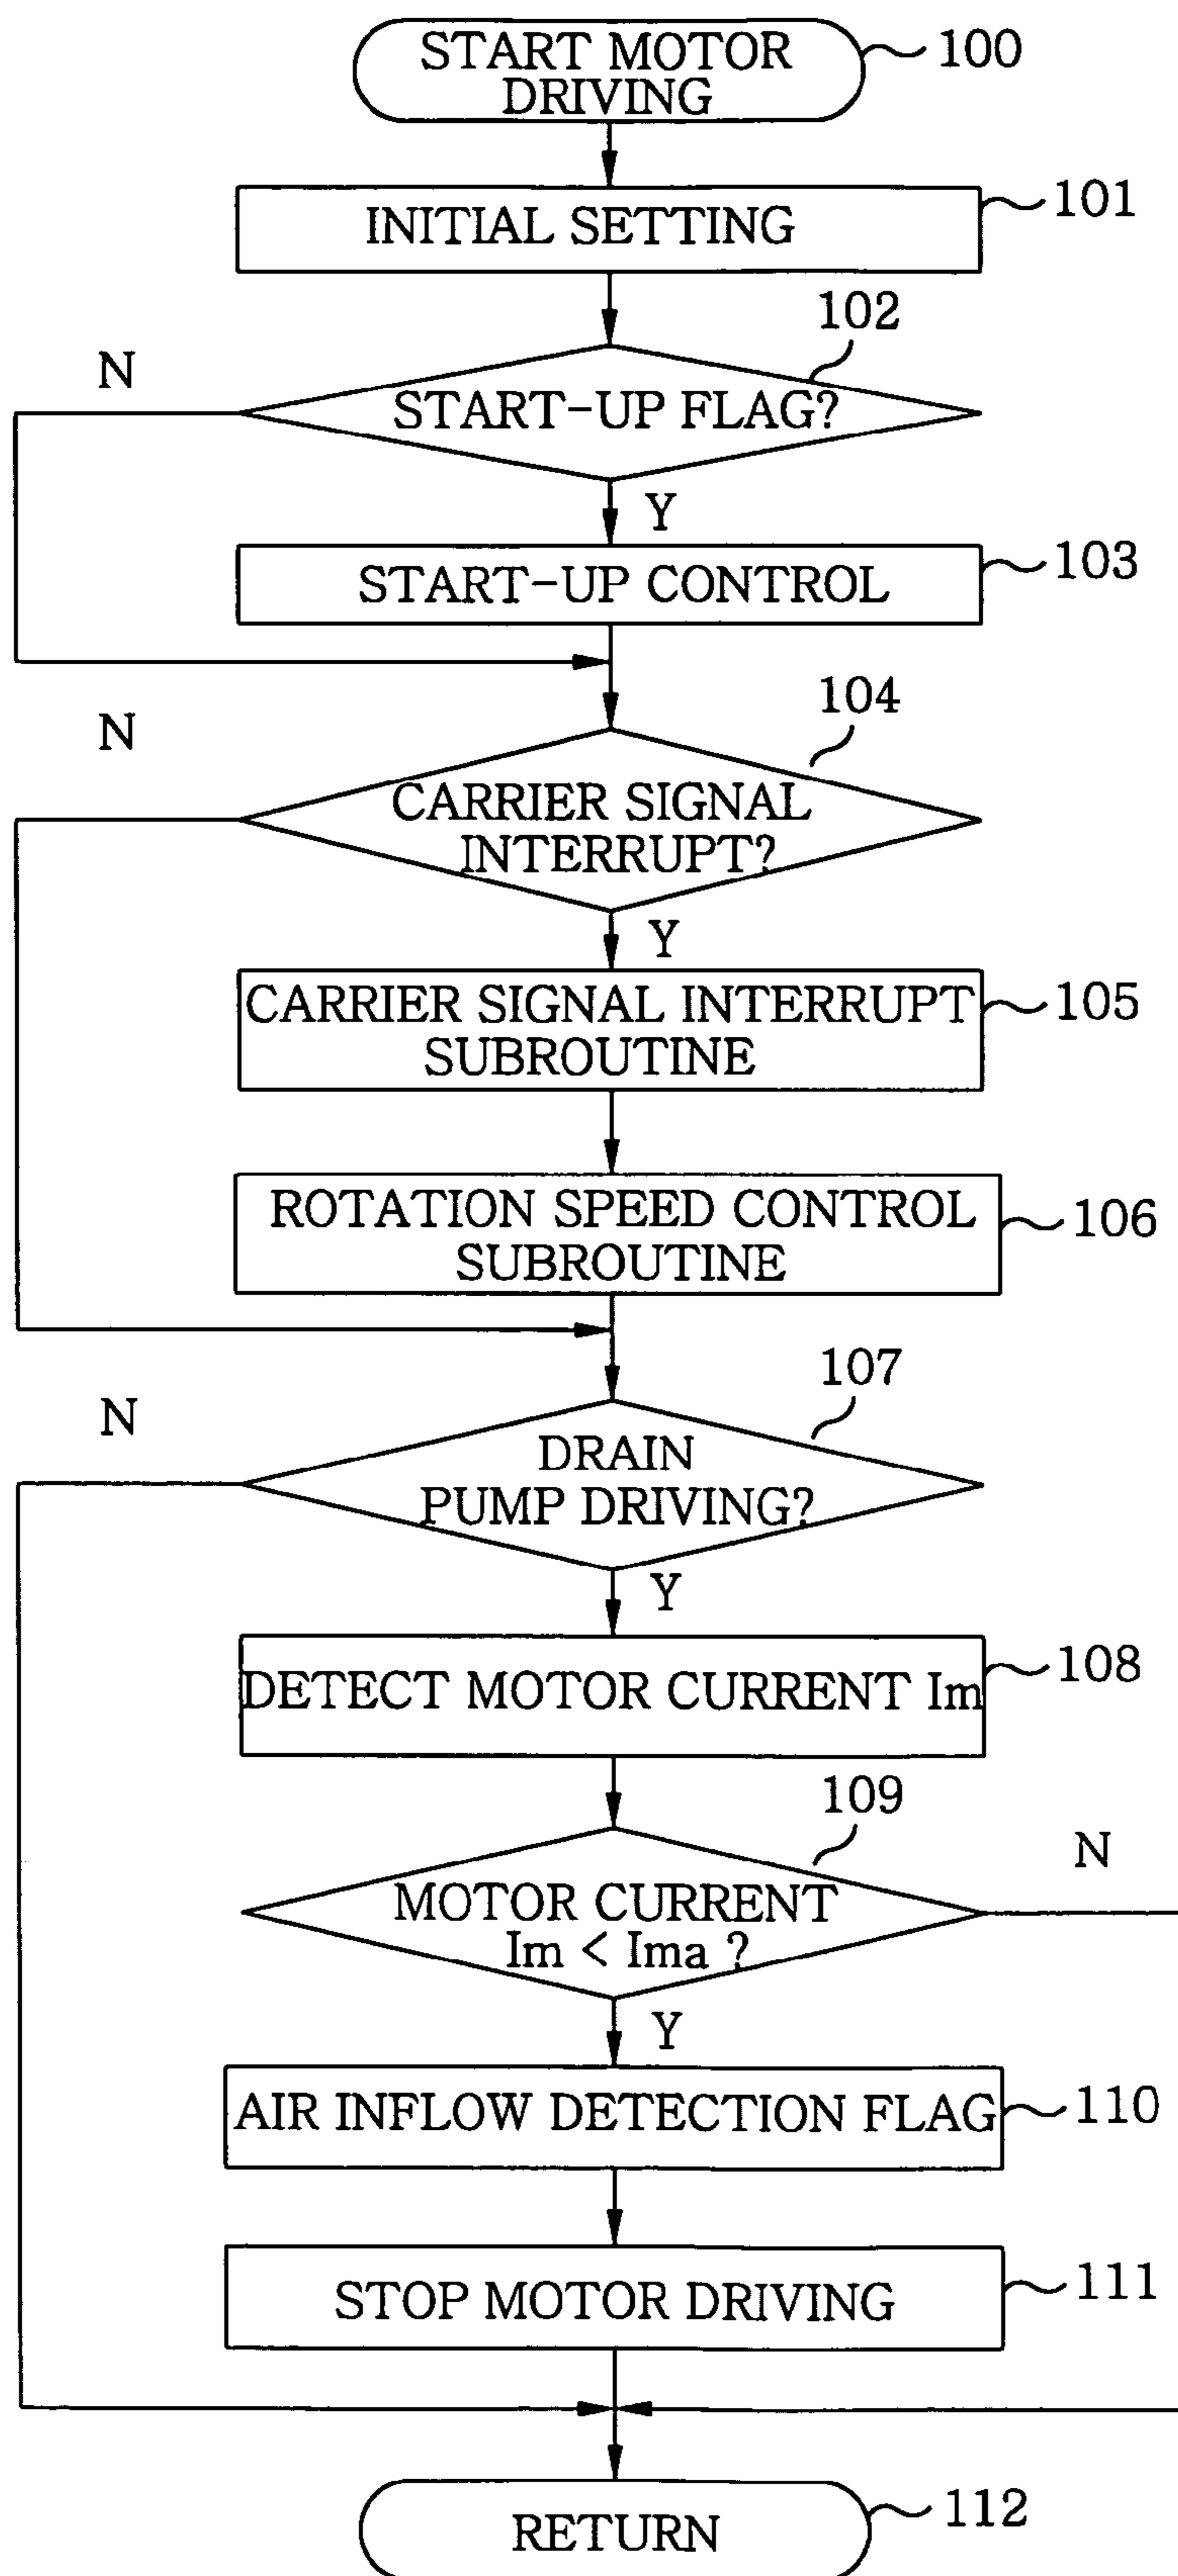 START MOTOR
DRIVING
100
INITIAL SETTING
101
102
N
START-UP FLAG?
Y
START-UP CONTROL
103
104
N
CARRIER SIGNAL
INTERRUPT?
Y
CARRIER SIGNAL INTERRUPT
SUBROUTINE
105
ROTATION SPEED CONTROL
SUBROUTINE
106
107
N
DRAIN
PUMP DRIVING?
Y
DETECT MOTOR CURRENT Im
108
109
N
MOTOR CURRENT
Im < Ima ?
Y
AIR INFLOW DETECTION FLAG
110
STOP MOTOR DRIVING
111
RETURN
112